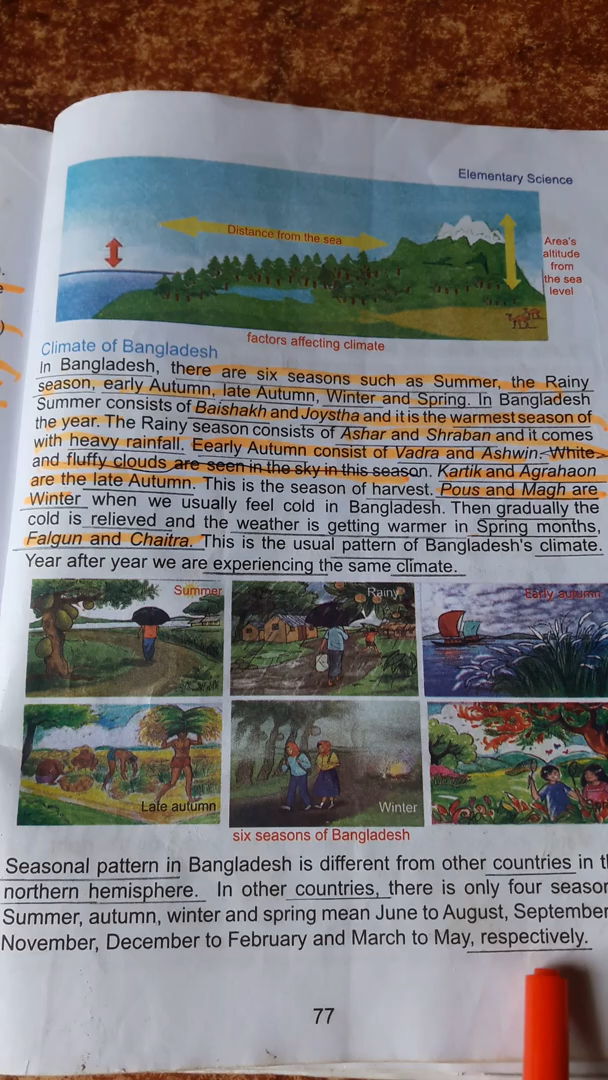 Elementary Science
Distance from the sea
Area's
altitude
from
the sea
level
factors affecting climate
Climate of Bangladesh
In Bangladesh, there are six seasons such as Summer, the Rainy
season, early Autumn, late Autumn, Winter and Spring. In Bangladesh
Summer consists of Baishakh and Joystha and it is the warmest season of
the year. The Rainy season consists of Ashar and Shraban and it comes
with heavy rainfall. Eearly Autumn consist of Vadra and Ashwin. White
and fluffy clouds are seen in the sky in this season. Kartik and Agrahaon
are the late Autumn. This is the season of harvest. Pous and Magh are
Winter when we usually feel cold in Bangladesh. Then gradually the
cold is relieved and the weather is getting warmer in Spring months,
Falgun and Chaitra. This is the usual pattern of Bangladesh's climate.
Year after year we are experiencing the same climate.
Summer
Rainy
Early autumn
Late autumn
Winter
six seasons of Bangladesh
Seasonal pattern in Bangladesh is different from other countries in
northern hemisphere. In other countries, there is only four season
Summer, autumn, winter and spring mean June to August, September
November, December to February and March to May, respectively.
77